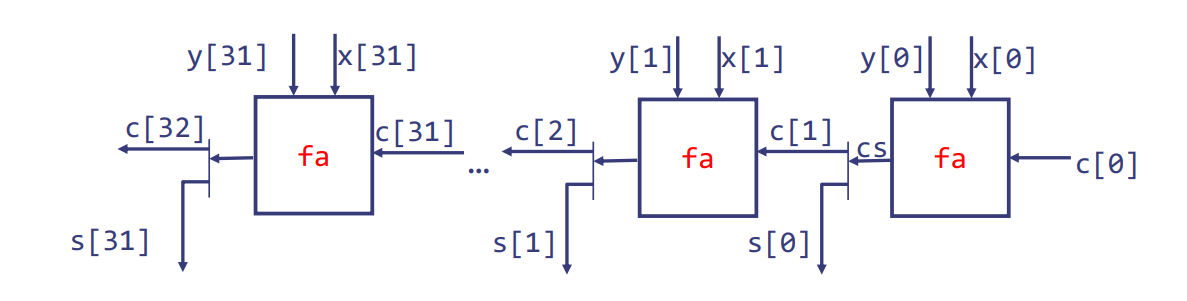 y[31] x[31] y[1] x[1] y[0] x[0]
c[32] c[31] c[2] c[1] cs
fa ... fa fa c[0]
s[31] s[1] s[0]